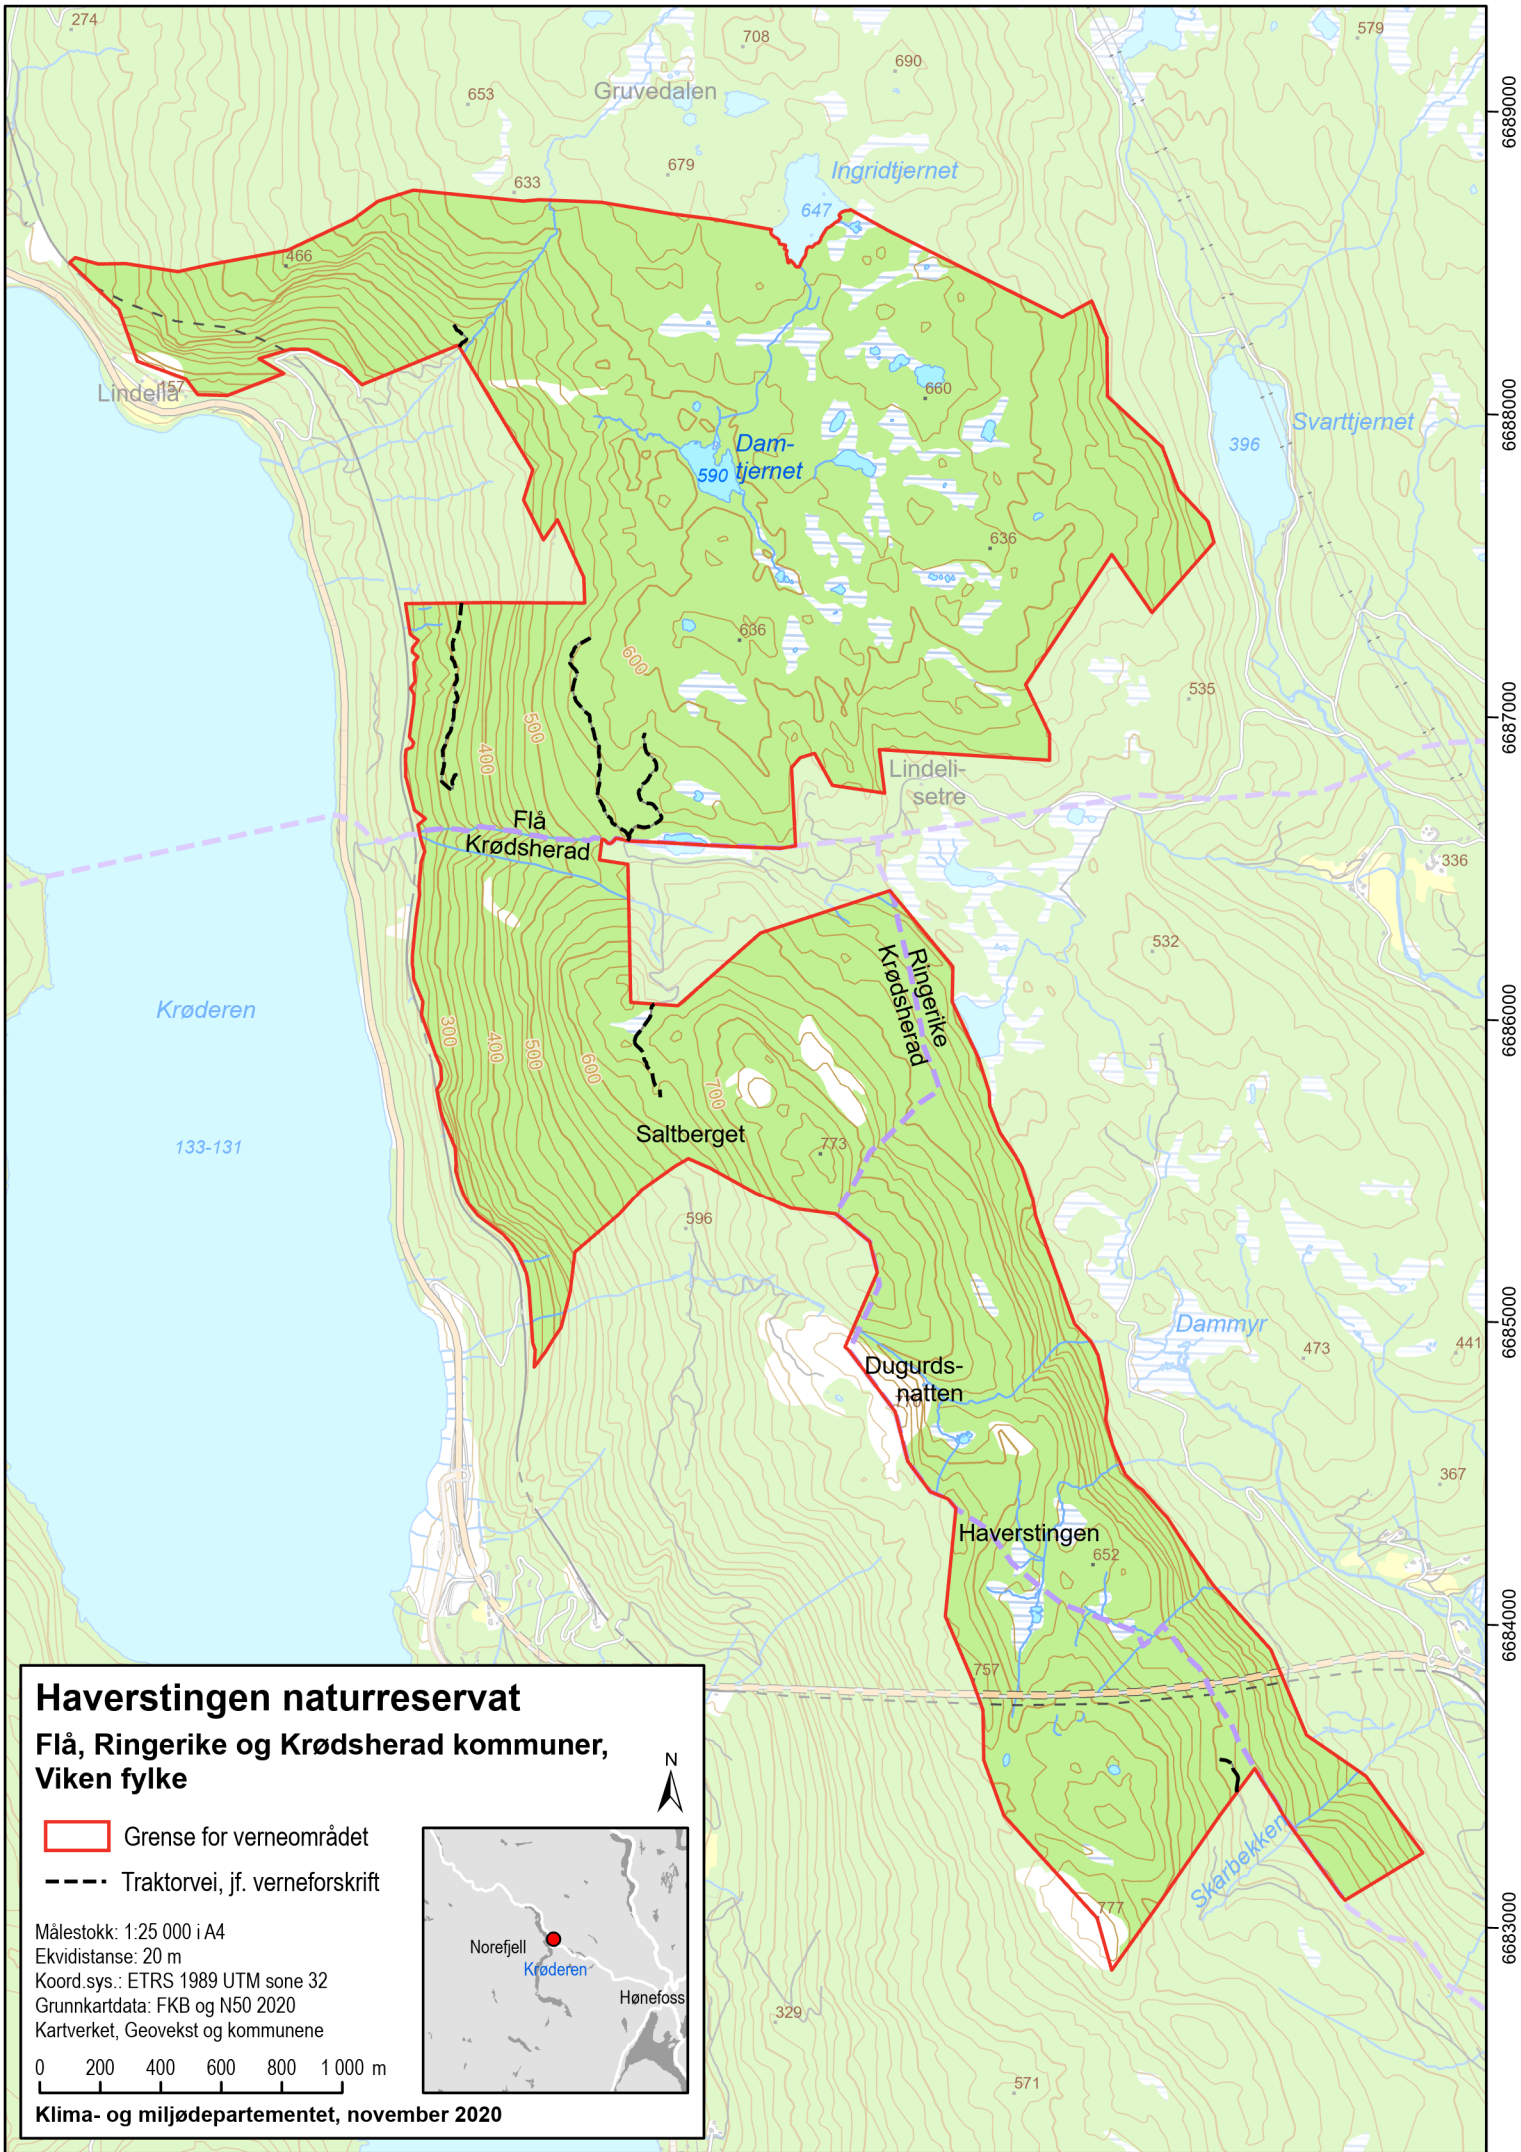 274
708
579
690
Gruvedalen
653
6689000
679
Ingridtjernet
633
647
466
157
Lindelia
660
6688000
Svarttjernet
396
Dam-
tjernet
590
636
636
600
535
500
400
6687000
Lindeli-
setre
Flå
Krødsherad
336
532
Ringerike
Krødsherad
Krøderen
6686000
300
400
500
600
700
133-131
Saltberget
773
596
6685000
Dammyr
473
441
Dugurds-
natten
367
Haverstingen
652
6684000
757
Skarbekken
777
6683000
329
571
Haverstingen naturreservat
Flå, Ringerike og Krødsherad kommuner,
Viken fylke
N
Grense for verneområdet
Traktorvei, jf. verneforskrift
Målestokk: 1:25 000 i A4
Ekvidistanse: 20 m
Koord.sys.: ETRS 1989 UTM sone 32
Grunnkartdata: FKB og N50 2020
Kartverket, Geovekst og kommunene
0 200 400 600 800 1 000 m
Klima- og miljødepartementet, november 2020
Norefjell
Krøderen
Hønefoss